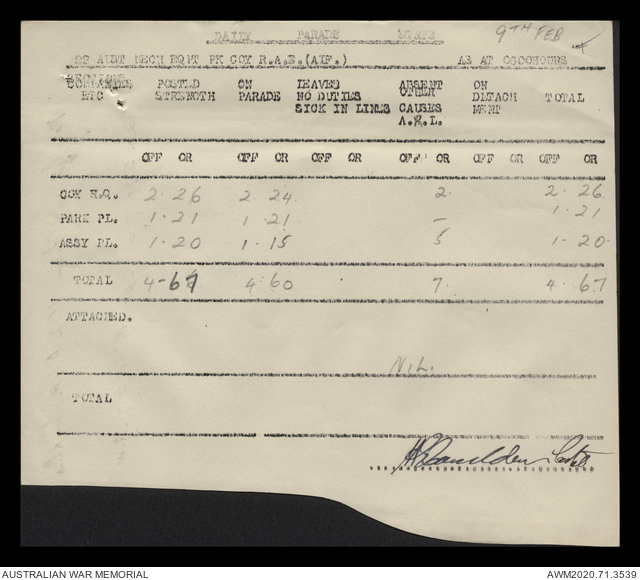 DAILY PARADE STATE 9TH FEB
22 AUST MECH EQPT PK COY R.A.E.(AIF.) AS AT 0600HOURS
SECTIONS
COMPANIES POSTED ON LEAVES ABSENT ON
ETC STRENGTH PARADE NO DUTIES OTHER DETACH TOTAL
SICK IN LINES CAUSES MENT
A.R.L.
OFF OR OFF OR OFF OR OFF OR OFF OR OFF OR
COY H.Q. 2 26 2 24 2. 2 26
PARK PL. 1 21 1 21 – 1 21
ASSY PL. 1 20 1 15 5 1 20
TOTAL 4 67 4 60 7. 4 67
ATTACHED.
NIL.
TOTAL
AUSTRALIAN WAR MEMORIAL AWM2020.71.3539